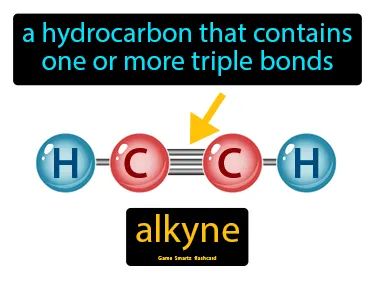 a hydrocarbon that contains
one or more triple bonds
H C C H
alkyne
Game Smartz flashcard